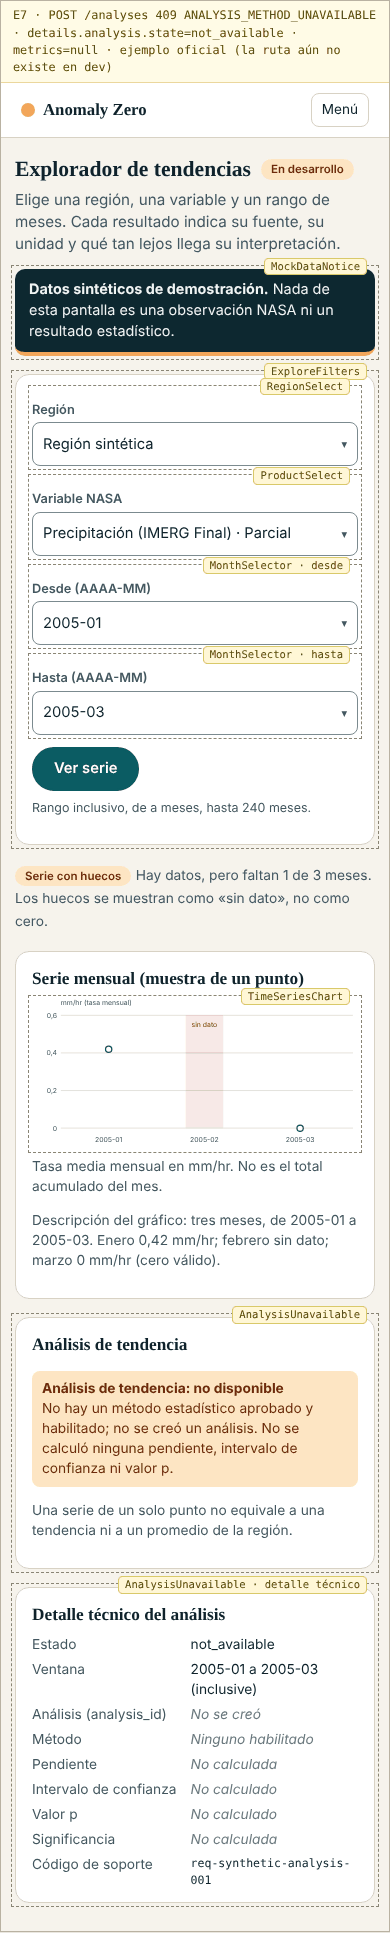 E7 · POST /analyses 409 ANALYSIS_METHOD_UNAVAILABLE
· details.analysis.state=not_available ·
metrics=null · ejemplo oficial (la ruta aún no
existe en dev)
Anomaly Zero
Menú
Explorador de tendencias
En desarrollo
Elige una región, una variable y un rango de
meses. Cada resultado indica su fuente, su
unidad y qué tan lejos llega su interpretación.
MockDataNotice
Datos sintéticos de demostración. Nada de
esta pantalla es una observación NASA ni un
resultado estadístico.
ExploreFilters
RegionSelect
Región
Región sintética
ProductSelect
Variable NASA
Precipitación (IMERG Final) · Parcial
MonthSelector · desde
Desde (AAAA-MM)
2005-01
MonthSelector · hasta
Hasta (AAAA-MM)
2005-03
Ver serie
Rango inclusivo, de a meses, hasta 240 meses.
Serie con huecos Hay datos, pero faltan 1 de 3 meses.
Los huecos se muestran como «sin dato», no como
cero.
Serie mensual (muestra de un punto)
TimeSeriesChart
mm/hr (tasa mensual)
0,6
sin dato
0,4
0,2
0
2005-01
2005-02
2005-03
Tasa media mensual en mm/hr. No es el total
acumulado del mes.
Descripción del gráfico: tres meses, de 2005-01 a
2005-03. Enero 0,42 mm/hr; febrero sin dato;
marzo 0 mm/hr (cero válido).
AnalysisUnavailable
Análisis de tendencia
Análisis de tendencia: no disponible
No hay un método estadístico aprobado y
habilitado; no se creó un análisis. No se
calculó ninguna pendiente, intervalo de
confianza ni valor p.
Una serie de un solo punto no equivale a una
tendencia ni a un promedio de la región.
AnalysisUnavailable · detalle técnico
Detalle técnico del análisis
Estado not_available
Ventana 2005-01 a 2005-03
(inclusive)
Análisis (analysis_id) No se creó
Método Ninguno habilitado
Pendiente No calculada
Intervalo de confianza No calculado
Valor p No calculado
Significancia No calculada
Código de soporte req-synthetic-analysis-
001